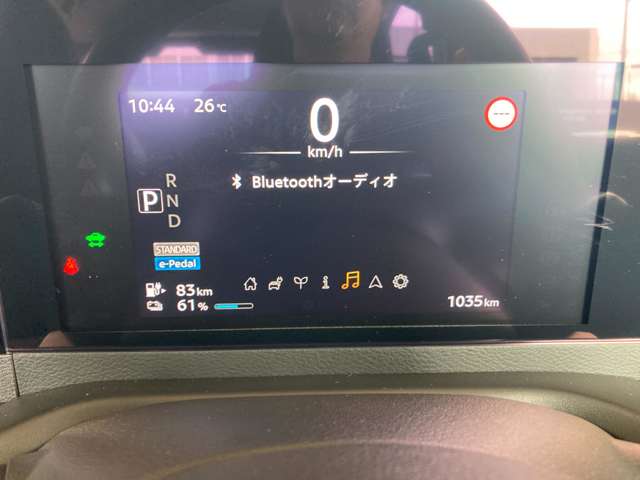 10:44 26℃
0
km/h
---
Bluetoothオーディオ
R
P N
D
STANDARD
e-Pedal
83km
61%
1035km